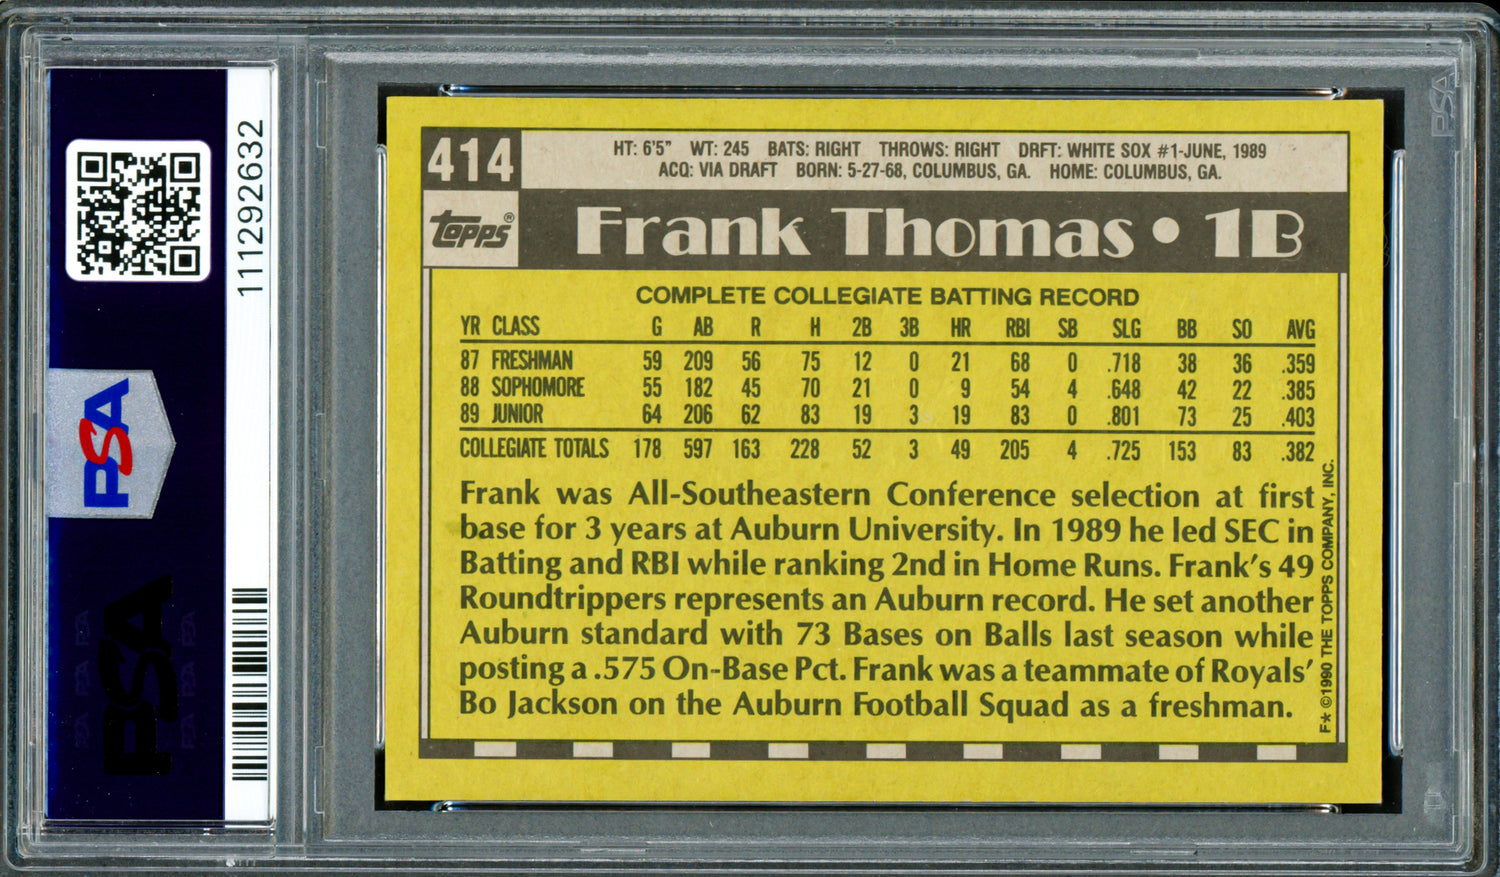 111292632
PSA
PSA
PSA
414
HT: 6'5" WT: 245 BATS: RIGHT THROWS: RIGHT DRFT: WHITE SOX #1-JUNE, 1989
ACQ: VIA DRAFT BORN: 5-27-68, COLUMBUS, GA. HOME: COLUMBUS, GA.
TOPPS®
Frank Thomas • 1B
COMPLETE COLLEGIATE BATTING RECORD
YR CLASS G AB R H 2B 3B HR RBI SB SLG BB SO AVG
87 FRESHMAN 59 209 56 75 12 0 21 68 0 .718 38 36 .359
88 SOPHOMORE 55 182 45 70 21 0 9 54 4 .648 42 22 .385
89 JUNIOR 64 206 62 83 19 3 19 83 0 .801 73 25 .403
COLLEGIATE TOTALS 178 597 163 228 52 3 49 205 4 .725 153 83 .382
Frank was All-Southeastern Conference selection at first
base for 3 years at Auburn University. In 1989 he led SEC in
Batting and RBI while ranking 2nd in Home Runs. Frank's 49
Roundtrippers represents an Auburn record. He set another
Auburn standard with 73 Bases on Balls last season while
posting a .575 On-Base Pct. Frank was a teammate of Royals'
Bo Jackson on the Auburn Football Squad as a freshman.
F* ©1990 THE TOPPS COMPANY, INC.